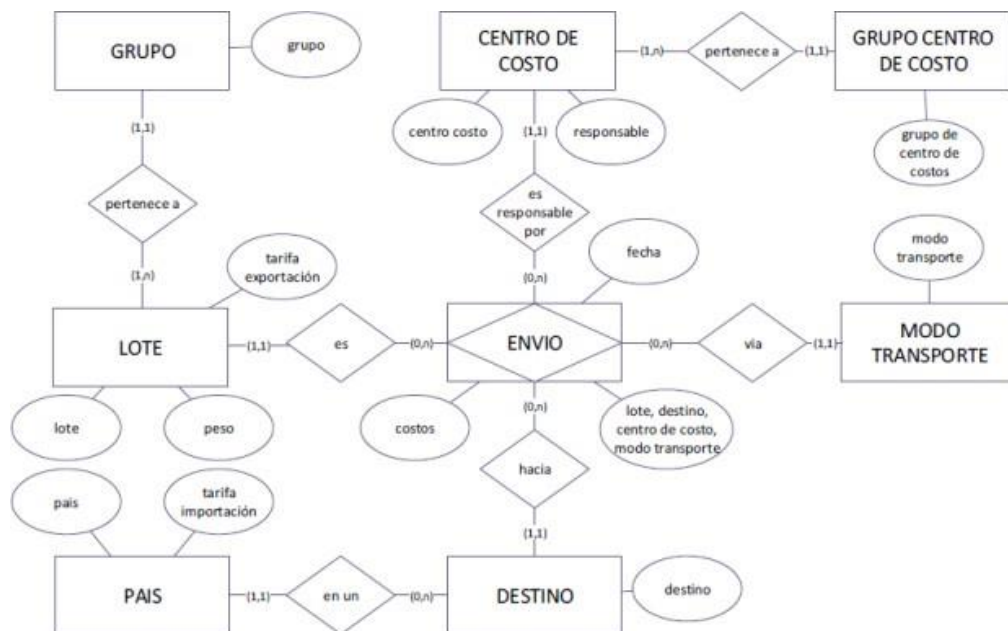 GRUPO
grupo
CENTRO DE
COSTO
(1,n)
pertenece a
(1,1)
GRUPO CENTRO
DE COSTO
centro costo
responsable
grupo de
centro de
costos
(1,1)
(1,1)
pertenece a
es
responsable
por
(1,n)
tarifa
exportación
(0,n)
fecha
modo
transporte
LOTE
(1,1)
es
(0,n)
ENVIO
(0,n)
via
(1,1)
MODO
TRANSPORTE
lote
peso
costos
(0,n)
lote, destino,
centro de costo,
modo transporte
hacia
pais
tarifa
importación
(1,1)
PAIS
(1,1)
en un
(0,n)
DESTINO
destino